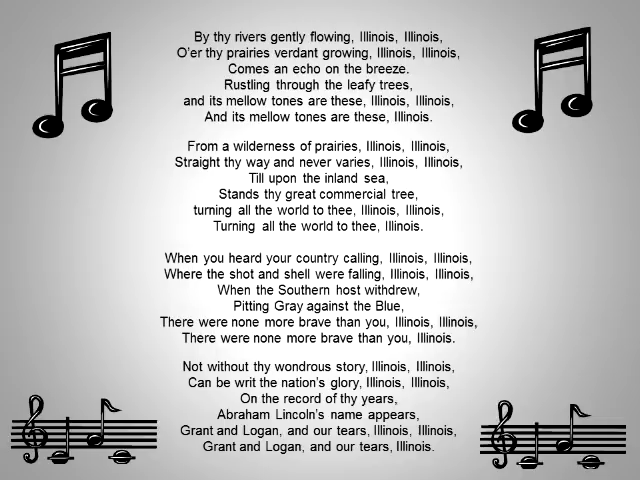 By thy rivers gently flowing, Illinois, Illinois,
O'er thy prairies verdant growing, Illinois, Illinois,
Comes an echo on the breeze.
Rustling through the leafy trees,
and its mellow tones are these, Illinois, Illinois,
And its mellow tones are these, Illinois.
From a wilderness of prairies, Illinois, Illinois,
Straight thy way and never varies, Illinois, Illinois,
Till upon the inland sea,
Stands thy great commercial tree,
turning all the world to thee, Illinois, Illinois,
Turning all the world to thee, Illinois.
When you heard your country calling, Illinois, Illinois,
Where the shot and shell were falling, Illinois, Illinois,
When the Southern host withdrew,
Pitting Gray against the Blue,
There were none more brave than you, Illinois, Illinois,
There were none more brave than you, Illinois.
Not without thy wondrous story, Illinois, Illinois,
Can be writ the nation's glory, Illinois, Illinois,
On the record of thy years,
Abraham Lincoln's name appears,
Grant and Logan, and our tears, Illinois, Illinois,
Grant and Logan, and our tears, Illinois.